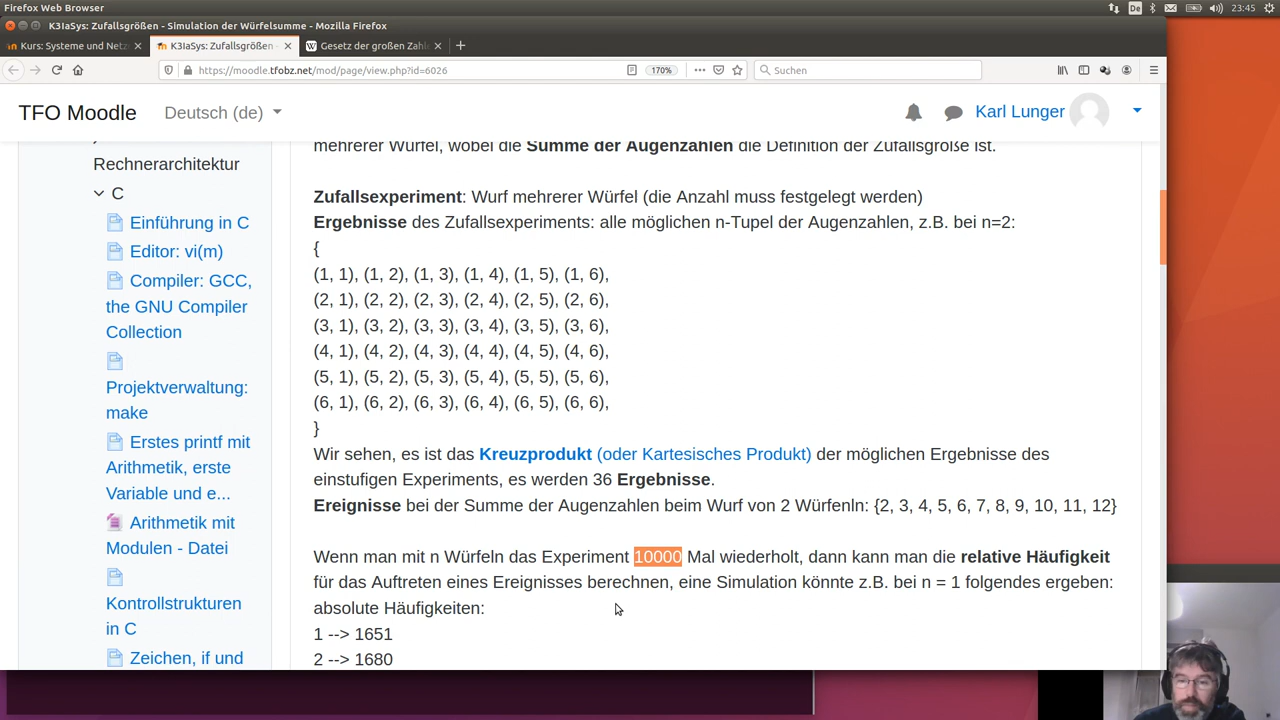 Firefox Web Browser
De
23:45
K3IaSys: Zufallsgrößen - Simulation der Würfelsumme - Mozilla Firefox
Kurs: Systeme und Netz
K3IaSys: Zufallsgrößen -
W Gesetz der großen Zahl
https://moodle.tfobz.net/mod/page/view.php?id=6026
170%
Suchen
TFO Moodle
Deutsch (de)
Karl Lunger
Rechnerarchitektur
C
Einführung in C
Editor: vi(m)
Compiler: GCC,
the GNU Compiler
Collection
Projektverwaltung:
make
Erstes printf mit
Arithmetik, erste
Variable und e...
Arithmetik mit
Modulen - Datei
Kontrollstrukturen
in C
Zeichen, if und
mehrerer Würfel, wobei die Summe der Augenzahlen die Definition der Zufallsgröße ist.
Zufallsexperiment: Wurf mehrerer Würfel (die Anzahl muss festgelegt werden)
Ergebnisse des Zufallsexperiments: alle möglichen n-Tupel der Augenzahlen, z.B. bei n=2:
{
(1, 1), (1, 2), (1, 3), (1, 4), (1, 5), (1, 6),
(2, 1), (2, 2), (2, 3), (2, 4), (2, 5), (2, 6),
(3, 1), (3, 2), (3, 3), (3, 4), (3, 5), (3, 6),
(4, 1), (4, 2), (4, 3), (4, 4), (4, 5), (4, 6),
(5, 1), (5, 2), (5, 3), (5, 4), (5, 5), (5, 6),
(6, 1), (6, 2), (6, 3), (6, 4), (6, 5), (6, 6),
}
Wir sehen, es ist das Kreuzprodukt (oder Kartesisches Produkt) der möglichen Ergebnisse des
einstufigen Experiments, es werden 36 Ergebnisse.
Ereignisse bei der Summe der Augenzahlen beim Wurf von 2 Würfenln: {2, 3, 4, 5, 6, 7, 8, 9, 10, 11, 12}
Wenn man mit n Würfeln das Experiment 10000 Mal wiederholt, dann kann man die relative Häufigkeit
für das Auftreten eines Ereignisses berechnen, eine Simulation könnte z.B. bei n = 1 folgendes ergeben:
absolute Häufigkeiten:
1 --> 1651
2 --> 1680